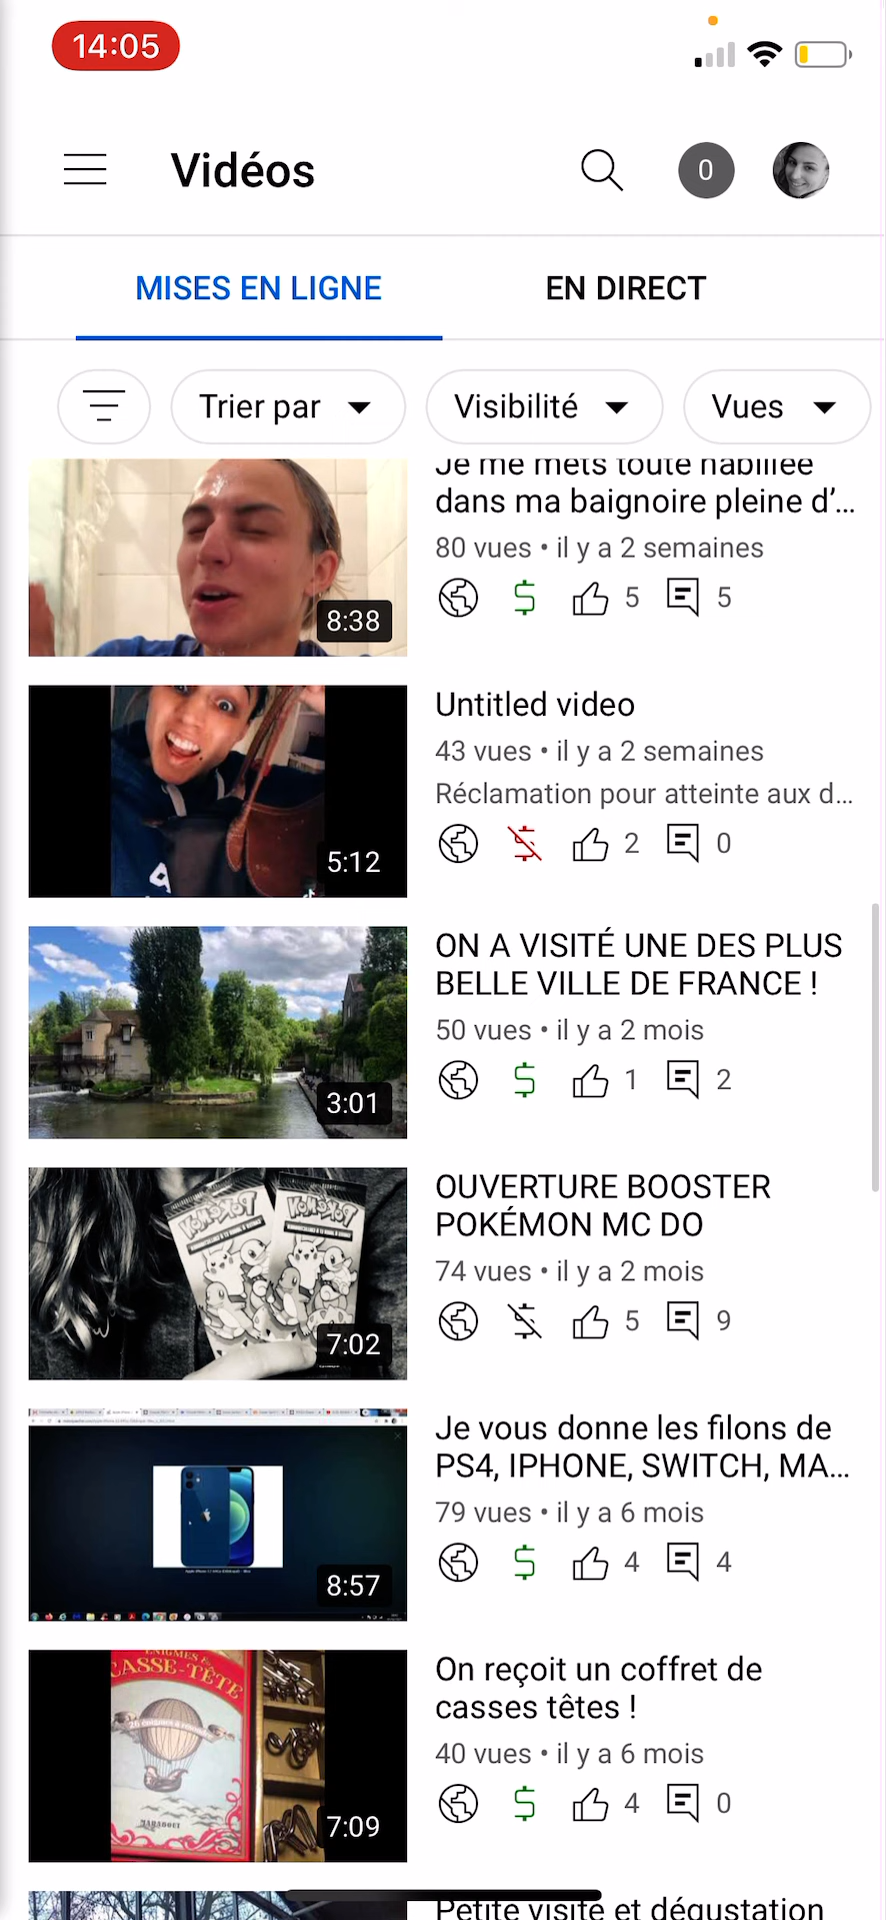 14:05
Vidéos
0
MISES EN LIGNE
EN DIRECT
Trier par
Visibilité
Vues
Je me mets toute habillée
dans ma baignoire pleine d'...
80 vues • il y a 2 semaines
5
5
8:38
Untitled video
43 vues • il y a 2 semaines
Réclamation pour atteinte aux d...
2
0
5:12
ON A VISITÉ UNE DES PLUS
BELLE VILLE DE FRANCE !
50 vues • il y a 2 mois
1
2
3:01
OUVERTURE BOOSTER
POKÉMON MC DO
74 vues • il y a 2 mois
5
9
POKÉMON
POKÉMON
7:02
Je vous donne les filons de
PS4, IPHONE, SWITCH, MA...
79 vues • il y a 6 mois
4
4
8:57
On reçoit un coffret de
casses têtes !
40 vues • il y a 6 mois
4
0
ENIGMES &
CASSE-TÊTE
MARABOUT
7:09
Petite visite et dégustation